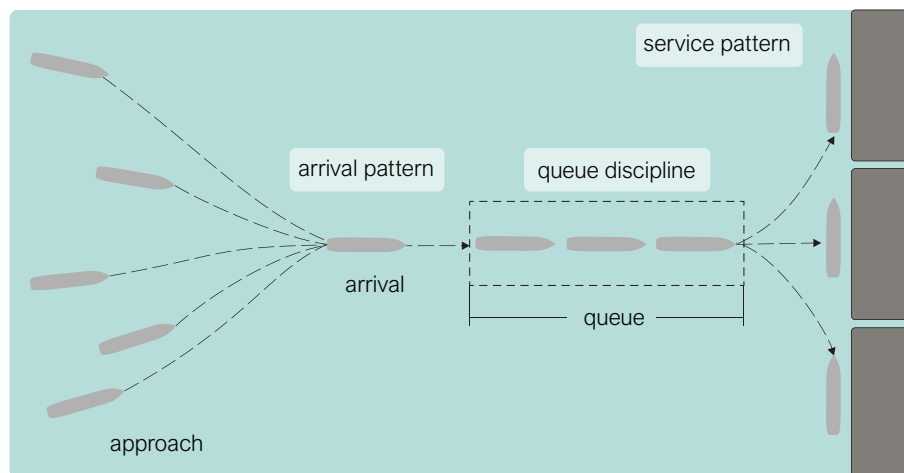 service pattern
arrival pattern
queue discipline
arrival
queue
approach